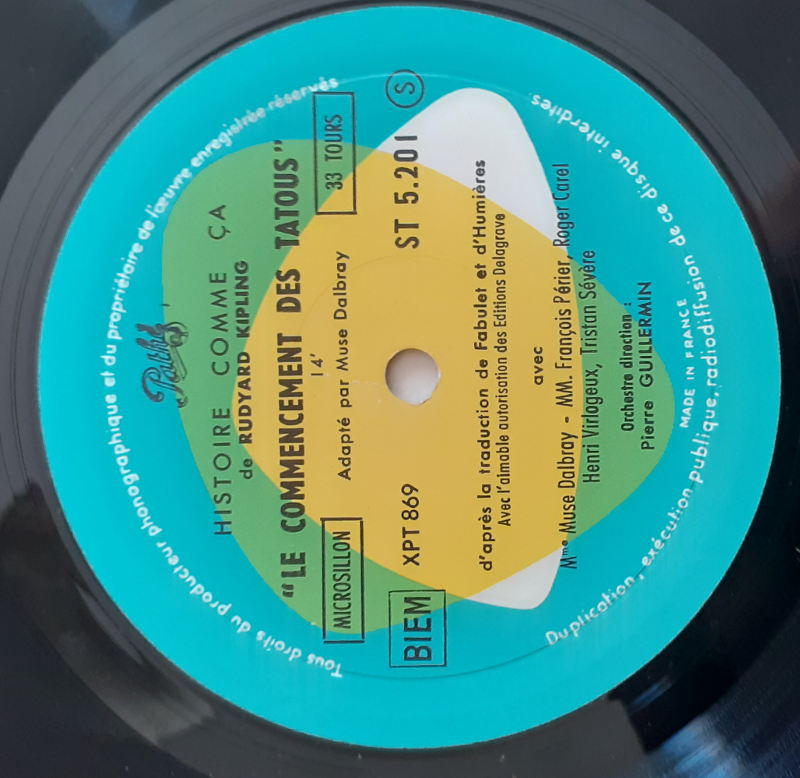 Tous droits du producteur phonographique et du propriétaire de l'œuvre enregistrée réservés
Pathé
HISTOIRE COMME ÇA
de RUDYARD KIPLING
"LE COMMENCEMENT DES TATOUS"
14'
MICROSILLON
Adapté par Muse Dalbray
33 TOURS
BIEM
XPT 869
ST 5.201
S
d'après la traduction de Fabulet et d'Humières
Avec l'aimable autorisation des Editions Delagrave
avec
Mme Muse Dalbray - MM. François Périer, Roger Carel
Henri Virlogeux, Tristan Sévère
Orchestre direction :
Pierre GUILLERMIN
MADE IN FRANCE
Duplication, exécution publique, radiodiffusion de ce disque interdites.